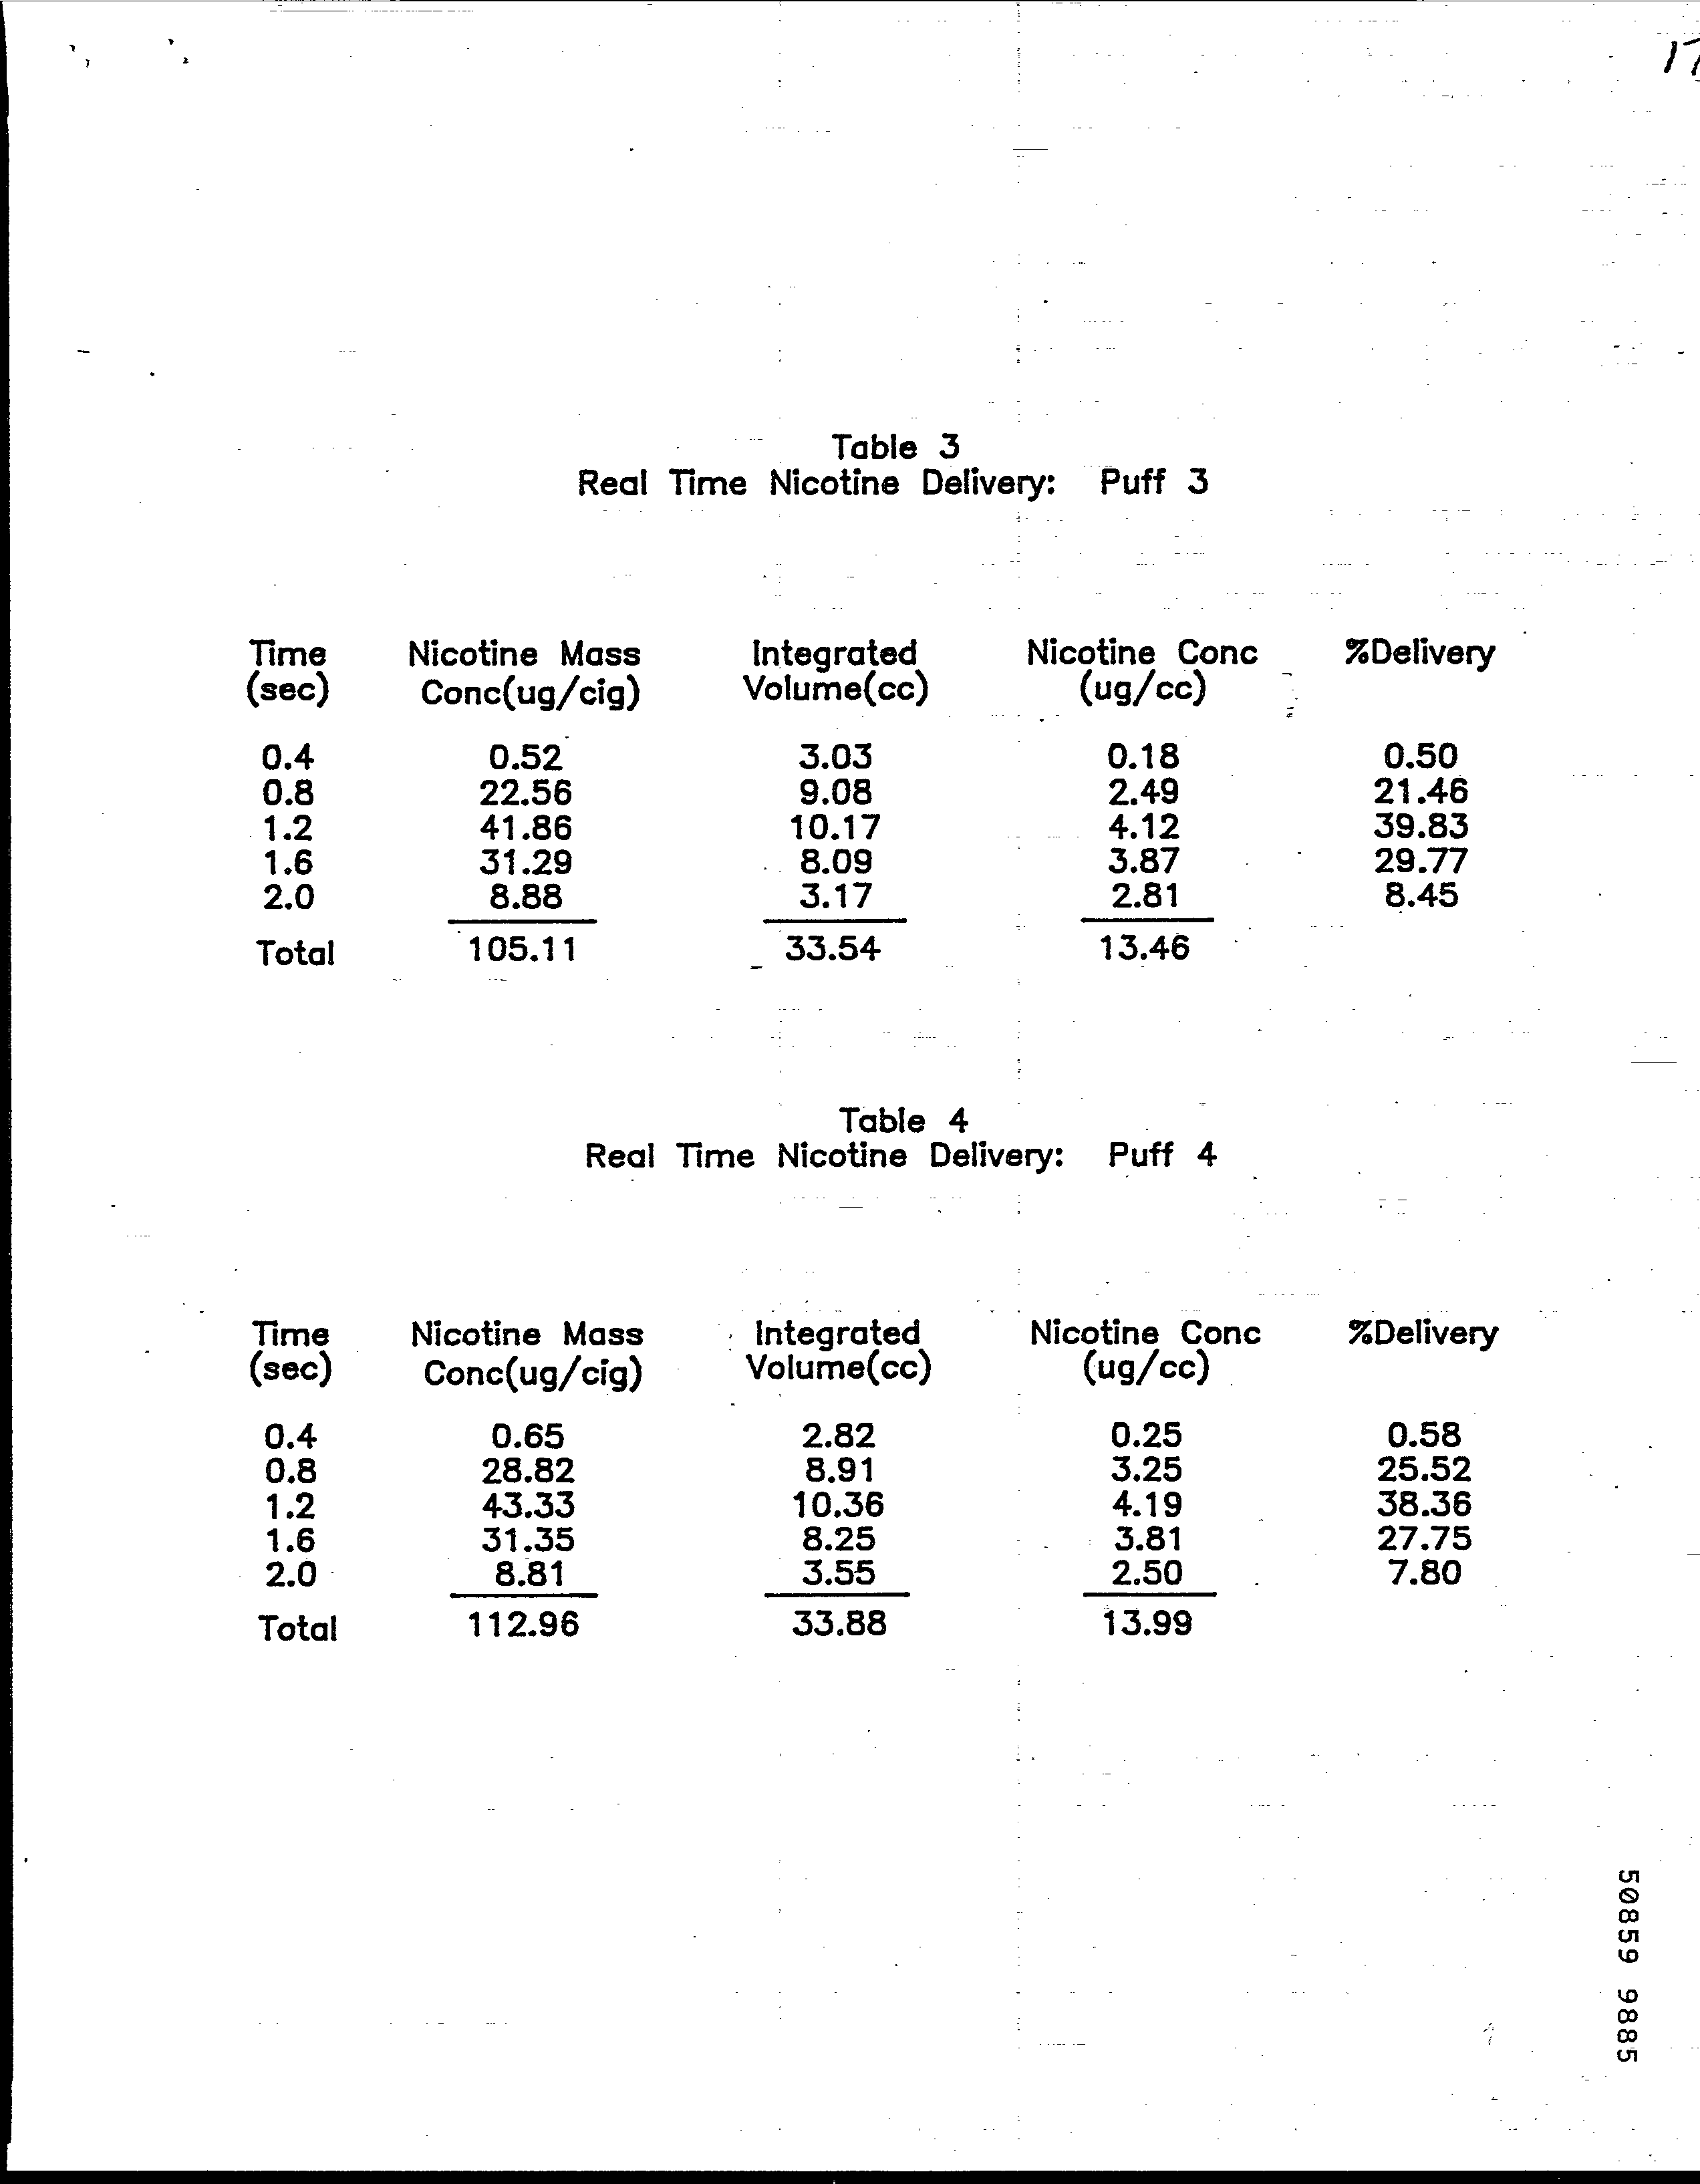 17
Table 3
Real Time Nicotine Delivery: Puff 3
Time Nicotine Mass Integrated Nicotine Conc %Delivery
(sec) Conc(ug/cig) Volume(cc) (ug/cc)
0.4 0.52 3.03 0.18 0.50
0.8 22.56 9.08 2.49 21.46
1.2 41.86 10.17 4.12 39.83
1.6 31.29 8.09 3.87 29.77
2.0 8.88 3.17 2.81 8.45
Total 105.11 33.54 13.46
Table 4
Real Time Nicotine Delivery: Puff 4
Time Nicotine Mass Integrated Nicotine Conc %Delivery
(sec) Conc(ug/cig) Volume(cc) (ug/cc)
0.4 0.65 2.82 0.25 0.58
0.8 28.82 8.91 3.25 25.52
1.2 43.33 10.36 4.19 38.36
1.6 31.35 8.25 3.81 27.75
2.0 8.81 3.55 2.50 7.80
Total 112.96 33.88 13.99
50859 9885